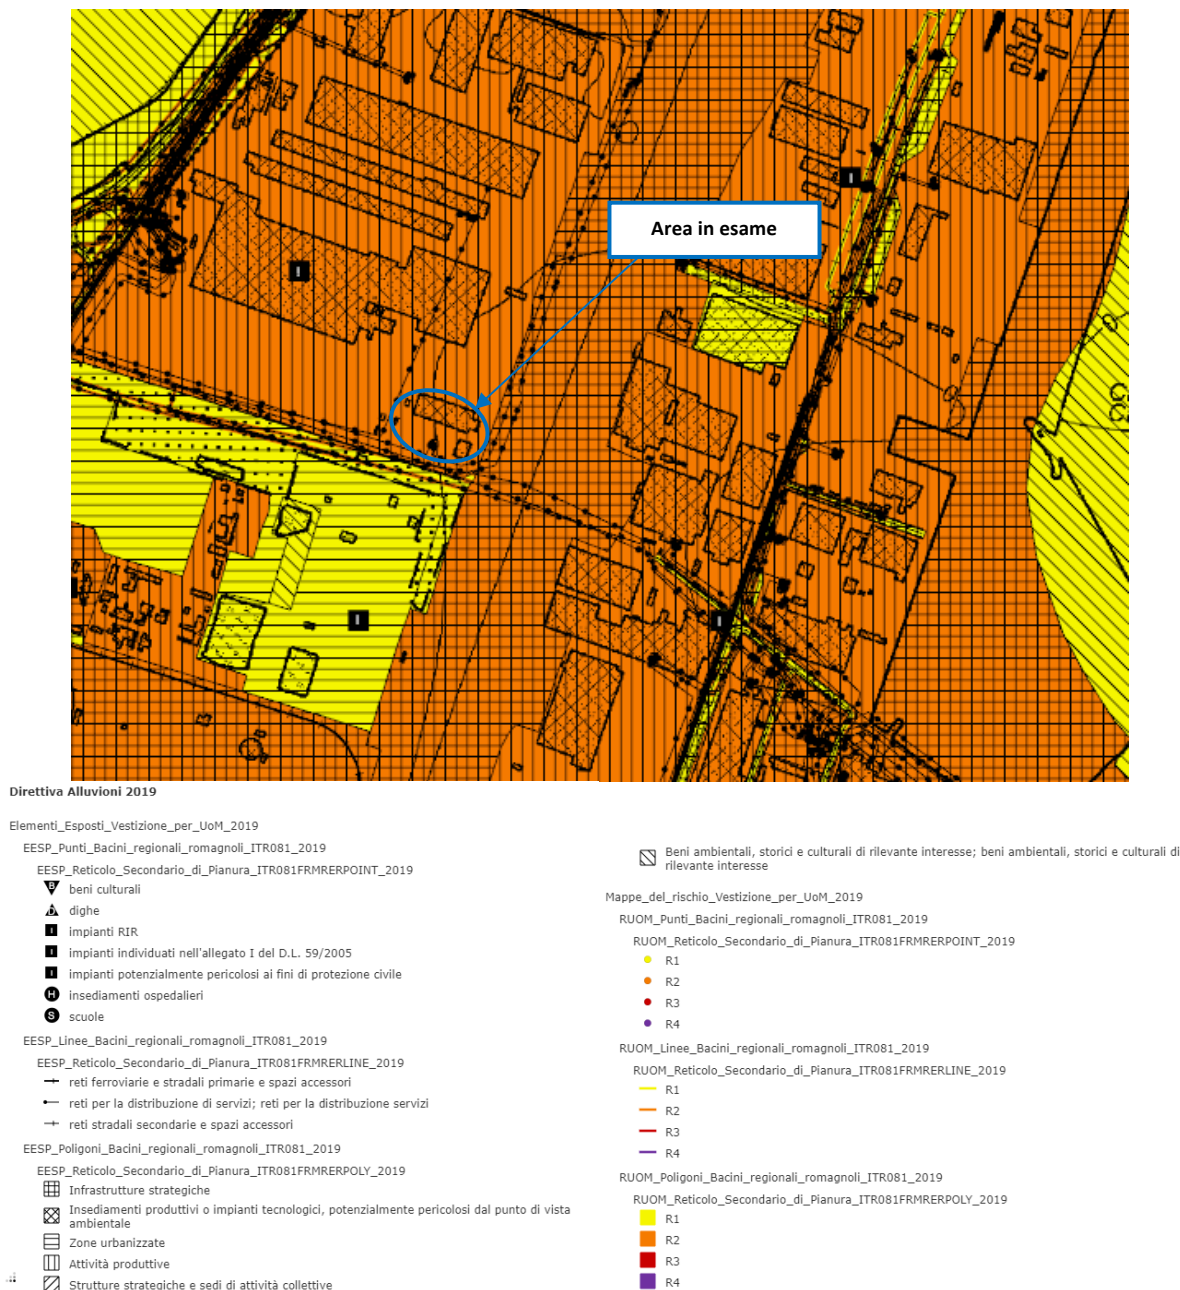 Area in esame
Direttiva Alluvioni 2019
Elementi_Esposti_Vestizione_per_UoM_2019
EESP_Punti_Bacini_regionali_romagnoli_ITR081_2019
EESP_Reticolo_Secondario_di_Pianura_ITR081FRMRERPOINT_2019
B beni culturali
D dighe
I impianti RIR
I impianti individuati nell'allegato I del D.L. 59/2005
I impianti potenzialmente pericolosi ai fini di protezione civile
H insediamenti ospedalieri
S scuole
EESP_Linee_Bacini_regionali_romagnoli_ITR081_2019
EESP_Reticolo_Secondario_di_Pianura_ITR081FRMRERLINE_2019
reti ferroviarie e stradali primarie e spazi accessori
reti per la distribuzione di servizi; reti per la distribuzione servizi
reti stradali secondarie e spazi accessori
EESP_Poligoni_Bacini_regionali_romagnoli_ITR081_2019
EESP_Reticolo_Secondario_di_Pianura_ITR081FRMRERPOLY_2019
Infrastrutture strategiche
Insediamenti produttivi o impianti tecnologici, potenzialmente pericolosi dal punto di vista
ambientale
Zone urbanizzate
Attività produttive
Strutture strategiche e sedi di attività collettive
Beni ambientali, storici e culturali di rilevante interesse; beni ambientali, storici e culturali di
rilevante interesse
Mappe_del_rischio_Vestizione_per_UoM_2019
RUOM_Punti_Bacini_regionali_romagnoli_ITR081_2019
RUOM_Reticolo_Secondario_di_Pianura_ITR081FRMRERPOINT_2019
R1
R2
R3
R4
RUOM_Linee_Bacini_regionali_romagnoli_ITR081_2019
RUOM_Reticolo_Secondario_di_Pianura_ITR081FRMRERLINE_2019
R1
R2
R3
R4
RUOM_Poligoni_Bacini_regionali_romagnoli_ITR081_2019
RUOM_Reticolo_Secondario_di_Pianura_ITR081FRMRERPOLY_2019
R1
R2
R3
R4